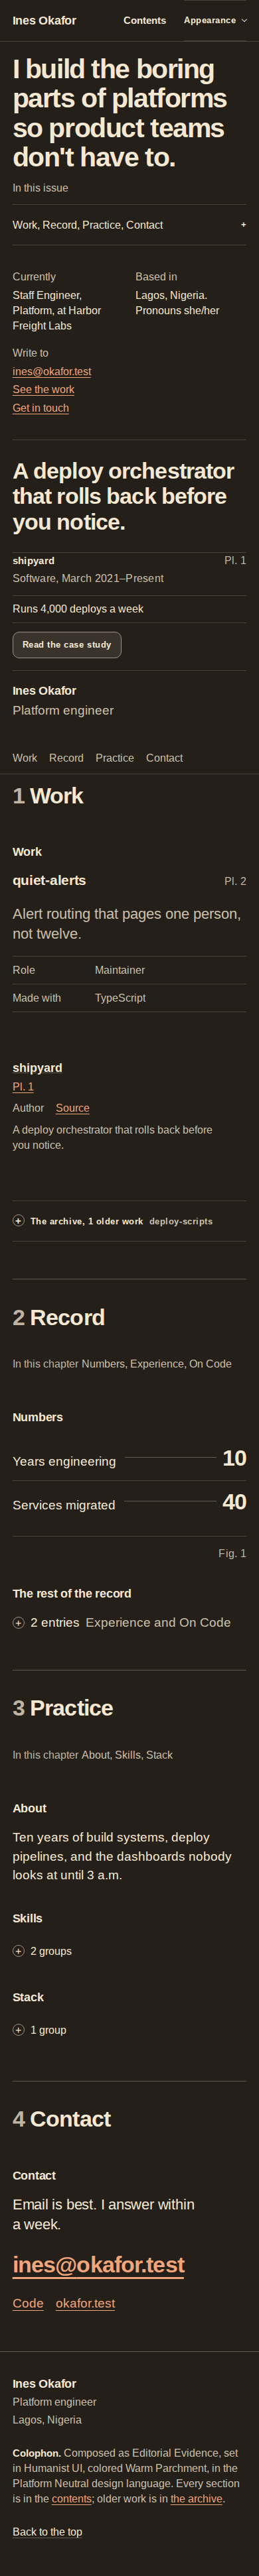 Ines Okafor
Contents
Appearance
I build the boring
parts of platforms
so product teams
don't have to.
In this issue
Work, Record, Practice, Contact
+
Currently
Staff Engineer,
Platform, at Harbor
Freight Labs
Based in
Lagos, Nigeria.
Pronouns she/her
Write to
ines@okafor.test
See the work
Get in touch
A deploy orchestrator
that rolls back before
you notice.
shipyard Pl. 1
Software, March 2021–Present
Runs 4,000 deploys a week
Read the case study
Ines Okafor
Platform engineer
Work Record Practice Contact
1 Work
Work
quiet-alerts Pl. 2
Alert routing that pages one person,
not twelve.
Role Maintainer
Made with TypeScript
shipyard
Pl. 1
Author Source
A deploy orchestrator that rolls back before
you notice.
+ The archive, 1 older work deploy-scripts
2 Record
In this chapter Numbers, Experience, On Code
Numbers
Years engineering 10
Services migrated 40
Fig. 1
The rest of the record
+ 2 entries Experience and On Code
3 Practice
In this chapter About, Skills, Stack
About
Ten years of build systems, deploy
pipelines, and the dashboards nobody
looks at until 3 a.m.
Skills
+ 2 groups
Stack
+ 1 group
4 Contact
Contact
Email is best. I answer within
a week.
ines@okafor.test
Code okafor.test
Ines Okafor
Platform engineer
Lagos, Nigeria
Colophon. Composed as Editorial Evidence, set
in Humanist UI, colored Warm Parchment, in the
Platform Neutral design language. Every section
is in the contents; older work is in the archive.
Back to the top